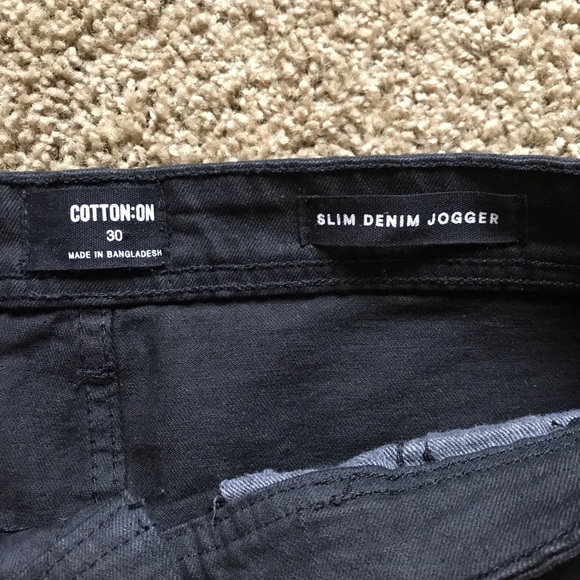 COTTON:ON
30
MADE IN BANGLADESH
SLIM DENIM JOGGER